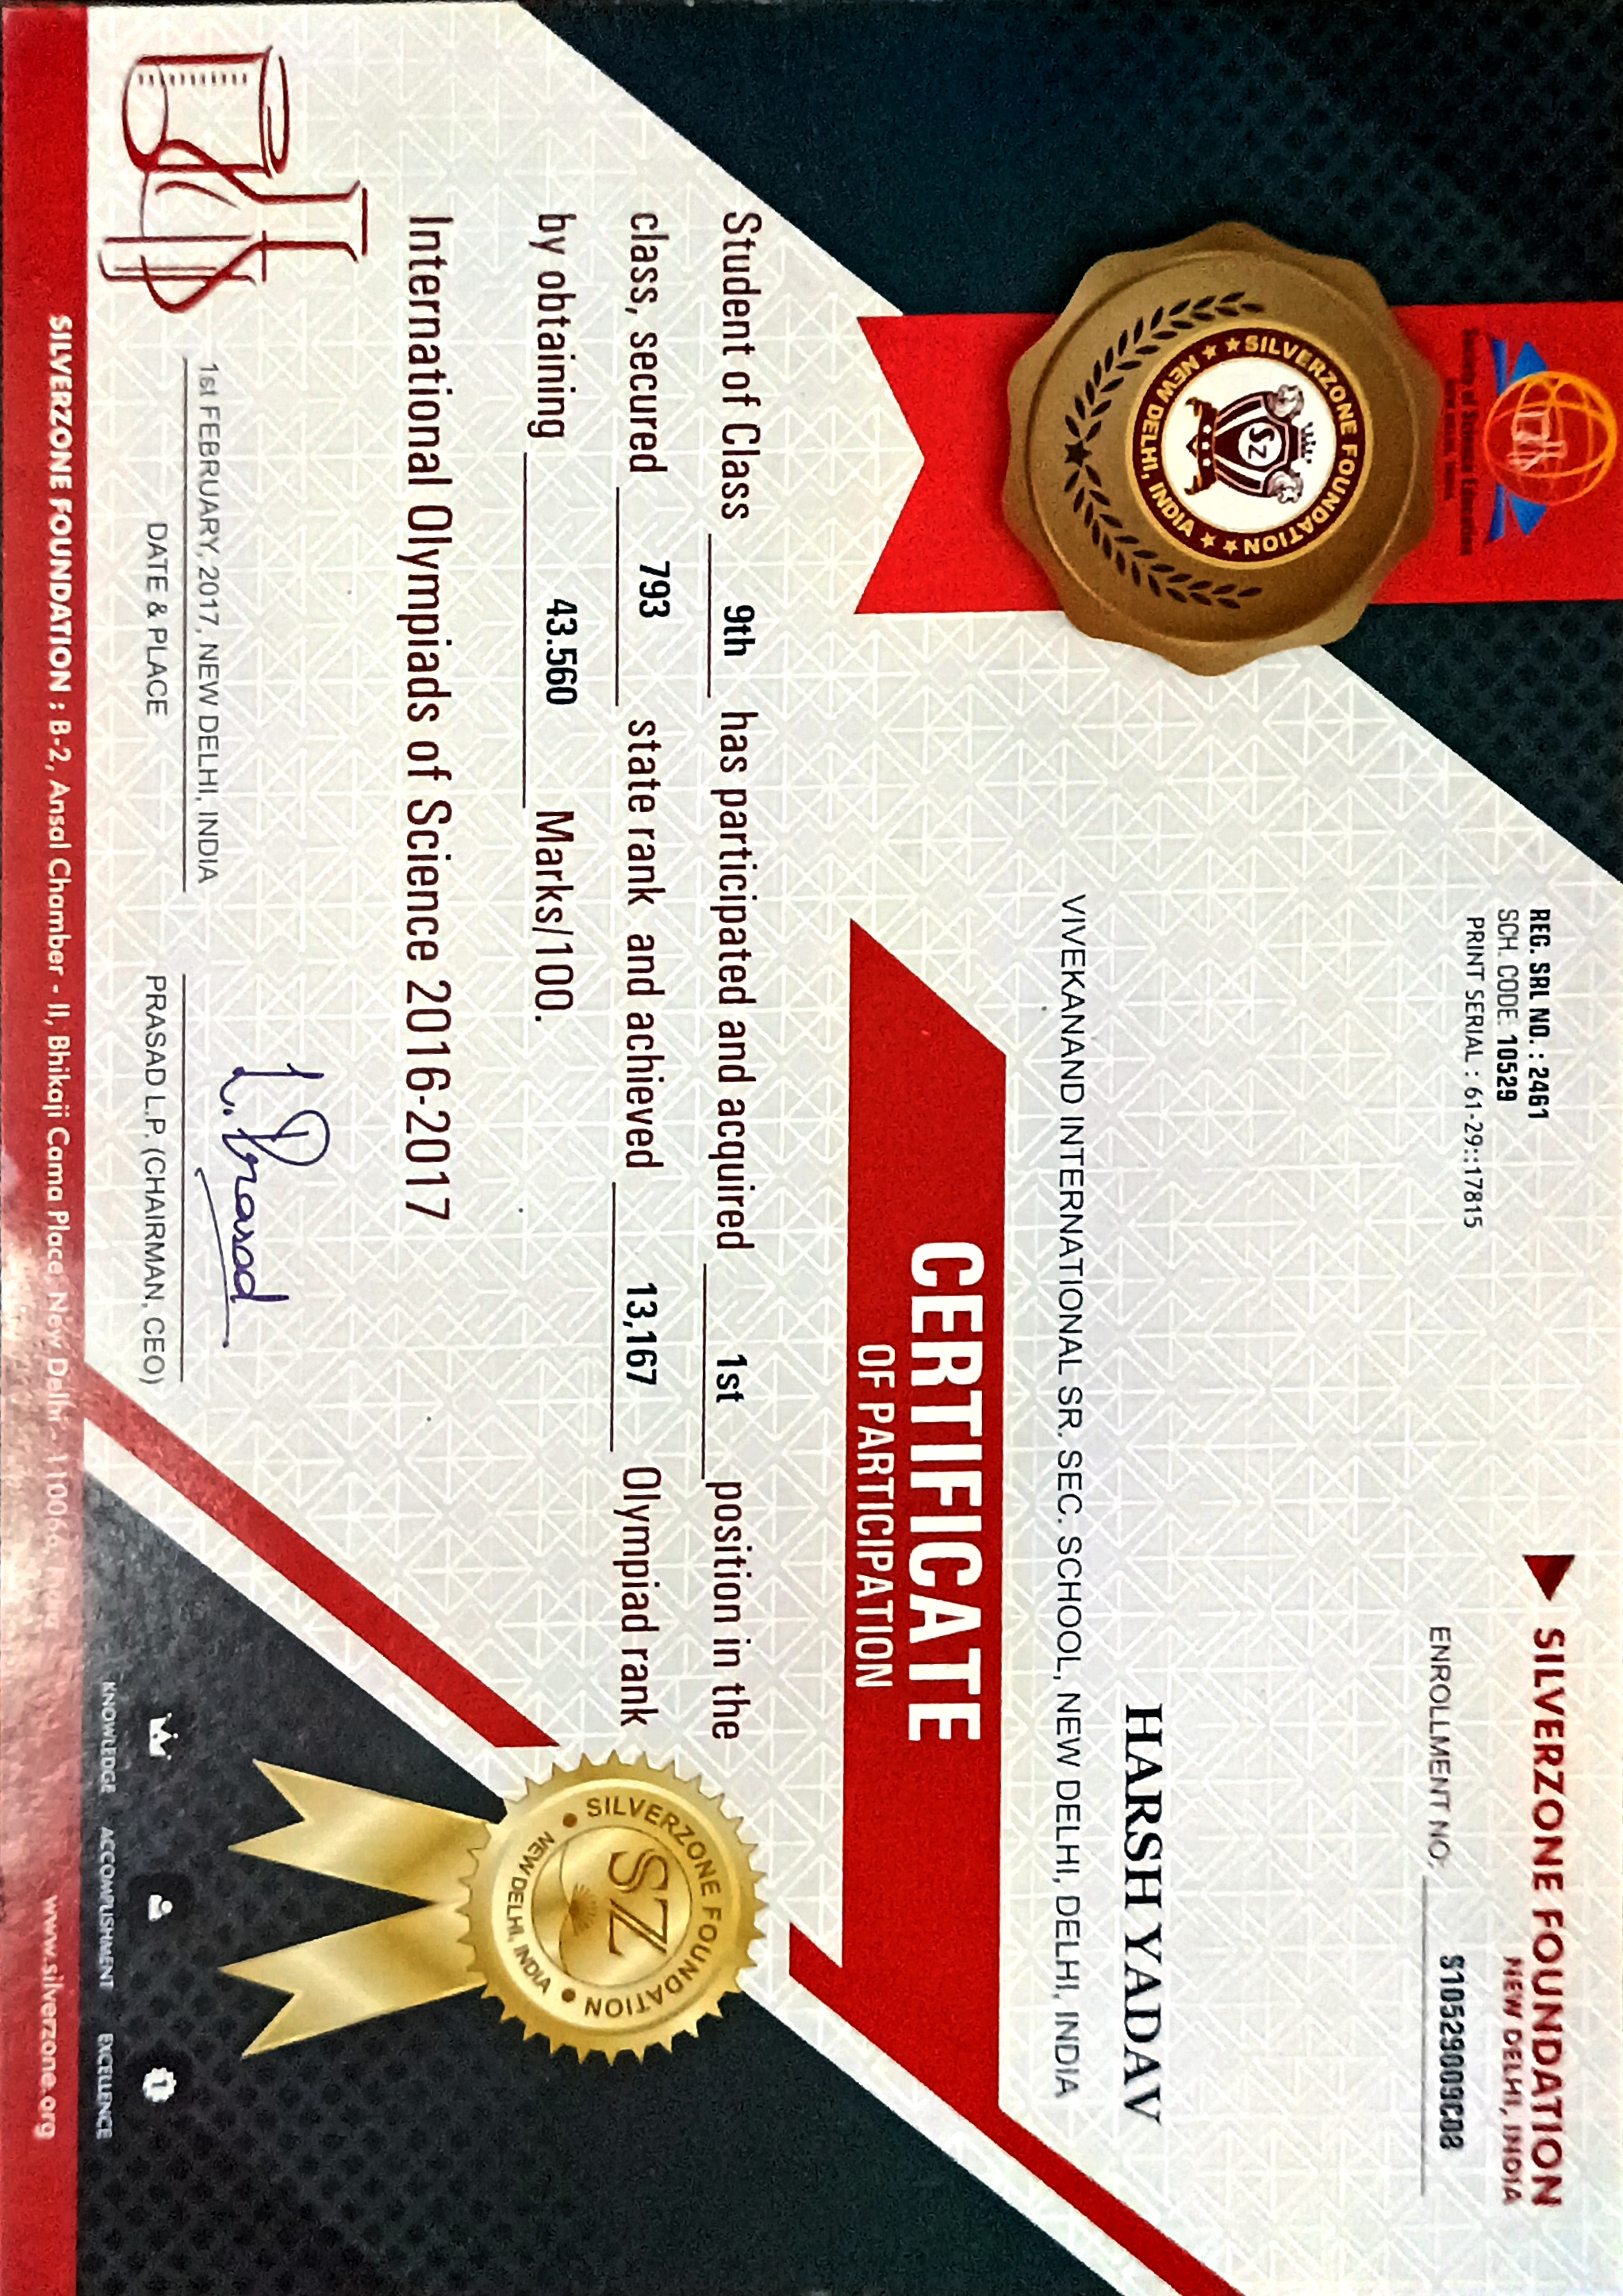 Society of Science Education
NEW DELHI, INDIA
REG. SRL NO. : 2461
SCH. CODE: 10529
PRINT SERIAL : 61-29::17815
SILVERZONE FOUNDATION
NEW DELHI, INDIA
ENROLLMENT NO: S10529009C08
SILVERZONE FOUNDATION
SZ
NEW DELHI, INDIA
HARSH YADAV
VIVEKANAND INTERNATIONAL SR. SEC. SCHOOL, NEW DELHI, DELHI, INDIA
CERTIFICATE
OF PARTICIPATION
Student of Class 9th has participated and acquired 1st position in the
class, secured 793 state rank and achieved 13,167 Olympiad rank
by obtaining 43.560 Marks/100.
SILVERZONE FOUNDATION
SZ
NEW DELHI, INDIA
International Olympiads of Science 2016-2017
L. Prasad
1st FEBRUARY, 2017, NEW DELHI, INDIA
DATE & PLACE
PRASAD L.P. (CHAIRMAN, CEO)
1
KNOWLEDGE ACCOMPLISHMENT EXCELLENCE
SILVERZONE FOUNDATION : B-2, Ansal Chamber - II, Bhikaji Cama Place, New Delhi - 110066, India
www.silverzone.org